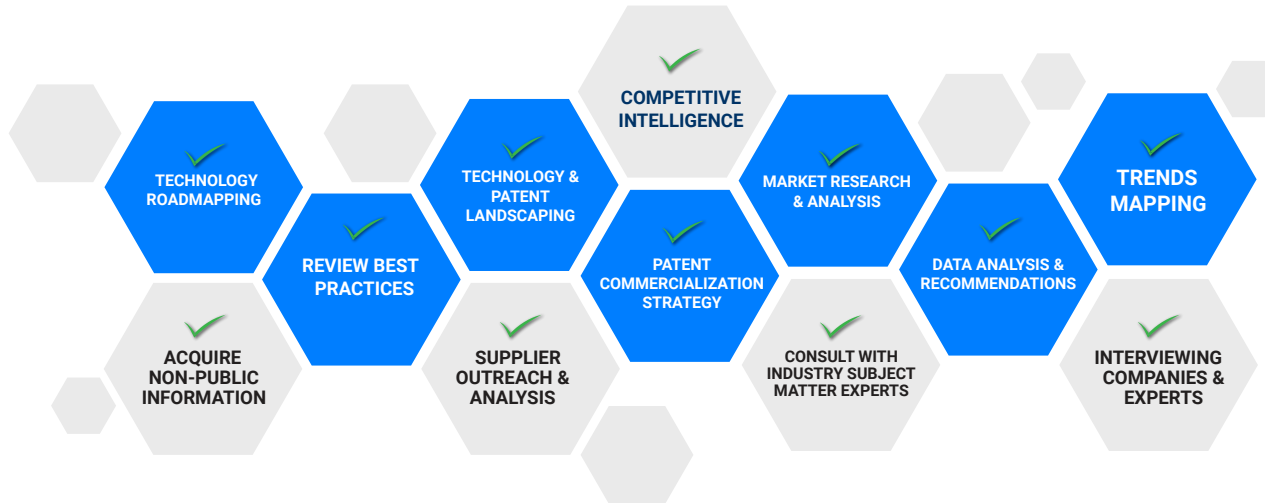 COMPETITIVE
INTELLIGENCE
TECHNOLOGY
ROADMAPPING
TECHNOLOGY &
PATENT
LANDSCAPING
MARKET RESEARCH
& ANALYSIS
TRENDS
MAPPING
REVIEW BEST
PRACTICES
PATENT
COMMERCIALIZATION
STRATEGY
DATA ANALYSIS &
RECOMMENDATIONS
ACQUIRE
NON-PUBLIC
INFORMATION
SUPPLIER
OUTREACH &
ANALYSIS
CONSULT WITH
INDUSTRY SUBJECT
MATTER EXPERTS
INTERVIEWING
COMPANIES &
EXPERTS